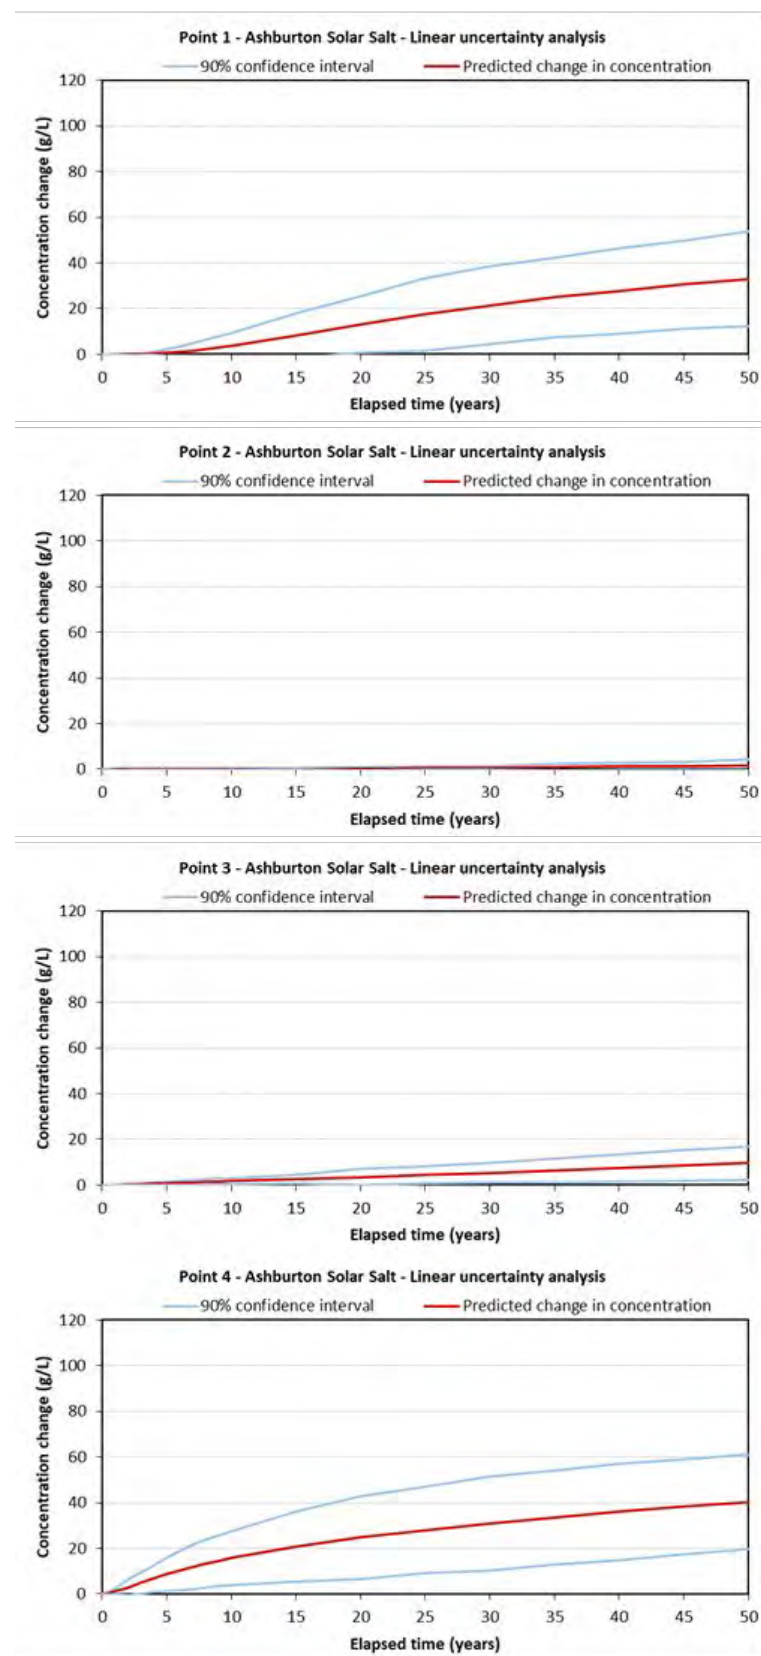 Point 1 - Ashburton Solar Salt - Linear uncertainty analysis
90% confidence interval Predicted change in concentration
120
100
80
60
40
20
0
Concentration change (g/L)
0 5 10 15 20 25 30 35 40 45 50
Elapsed time (years)
Point 2 - Ashburton Solar Salt - Linear uncertainty analysis
90% confidence interval Predicted change in concentration
120
100
80
60
40
20
0
Concentration change (g/L)
0 5 10 15 20 25 30 35 40 45 50
Elapsed time (years)
Point 3 - Ashburton Solar Salt - Linear uncertainty analysis
90% confidence interval Predicted change in concentration
120
100
80
60
40
20
0
Concentration change (g/L)
0 5 10 15 20 25 30 35 40 45 50
Elapsed time (years)
Point 4 - Ashburton Solar Salt - Linear uncertainty analysis
90% confidence interval Predicted change in concentration
120
100
80
60
40
20
0
Concentration change (g/L)
0 5 10 15 20 25 30 35 40 45 50
Elapsed time (years)